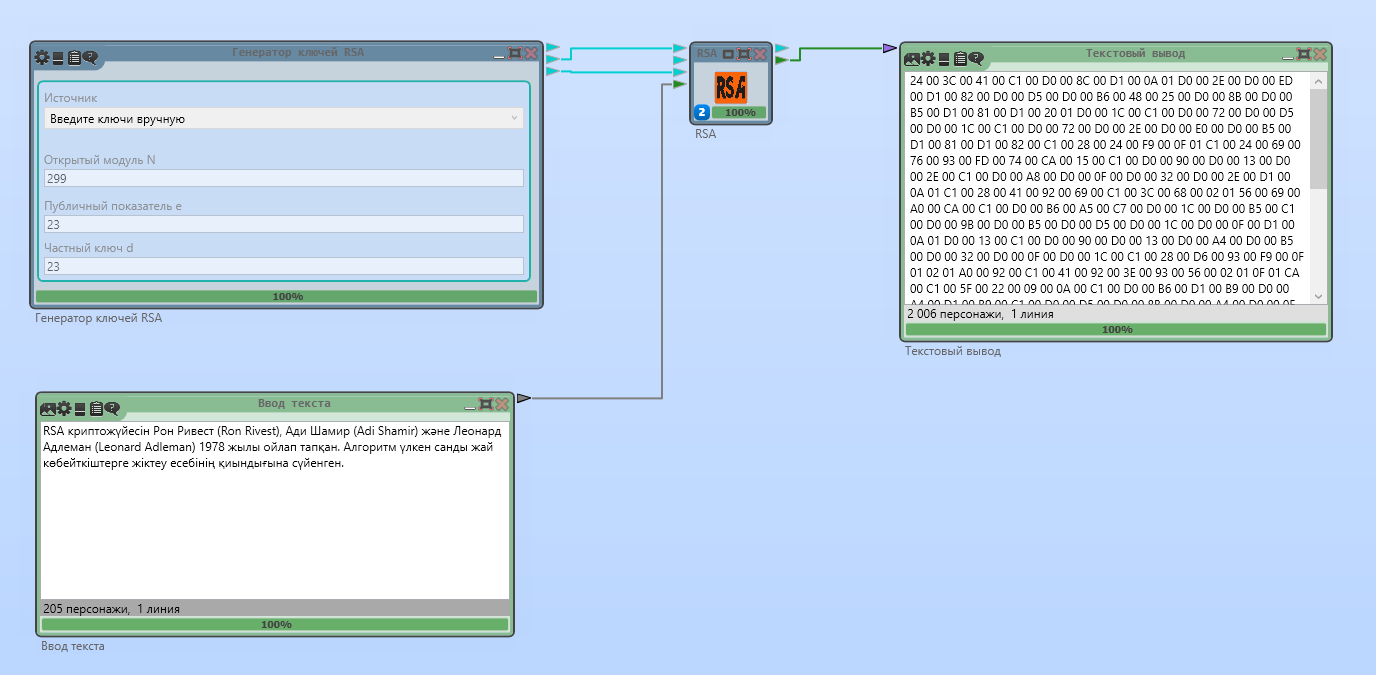 Генератор ключей RSA
Источник
Введите ключи вручную
Открытый модуль N
299
Публичный показатель e
23
Частный ключ d
23
100%
Генератор ключей RSA
RSA
RSA
2
100%
RSA
Текстовый вывод
24 00 3C 00 41 00 C1 00 D0 00 8C 00 D1 00 0A 01 D0 00 2E 00 D0 00 ED
00 D1 00 82 00 D0 00 D5 00 D0 00 B6 00 48 00 25 00 D0 00 8B 00 D0 00
B5 00 D1 00 81 00 D1 00 20 01 D0 00 1C 00 C1 00 D0 00 72 00 D0 00 D5
00 D0 00 1C 00 C1 00 D0 00 72 00 D0 00 2E 00 D0 00 E0 00 D0 00 B5 00
D1 00 81 00 D1 00 82 00 C1 00 28 00 24 00 F9 00 0F 01 C1 00 24 00 69 00
76 00 93 00 FD 00 74 00 CA 00 15 00 C1 00 D0 00 90 00 D0 00 13 00 D0
00 2E 00 C1 00 D0 00 A8 00 D0 00 0F 00 D0 00 32 00 D0 00 2E 00 D1 00
0A 01 C1 00 28 00 41 00 92 00 69 00 C1 00 3C 00 68 00 02 01 56 00 69 00
A0 00 CA 00 C1 00 D0 00 B6 00 A5 00 C7 00 D0 00 1C 00 D0 00 B5 00 C1
00 D0 00 9B 00 D0 00 B5 00 D0 00 D5 00 D0 00 1C 00 D0 00 0F 00 D1 00
0A 01 D0 00 13 00 C1 00 D0 00 90 00 D0 00 13 00 D0 00 A4 00 D0 00 B5
00 D0 00 32 00 D0 00 0F 00 D0 00 1C 00 C1 00 28 00 D6 00 93 00 F9 00 0F
01 02 01 A0 00 92 00 C1 00 41 00 92 00 3E 00 93 00 56 00 02 01 0F 01 CA
00 C1 00 5F 00 22 00 09 00 0A 00 C1 00 D0 00 B6 00 D1 00 B9 00 D0 00
2 006 персонажи, 1 линия
100%
Текстовый вывод
Ввод текста
RSA криптожүйесін Рон Ривест (Ron Rivest), Ади Шамир (Adi Shamir) және Леонард
Адлеман (Leonard Adleman) 1978 жылы ойлап тапқан. Алгоритм үлкен санды жай
көбейткіштерге жіктеу есебінің қиындығына сүйенген.
205 персонажи, 1 линия
100%
Ввод текста